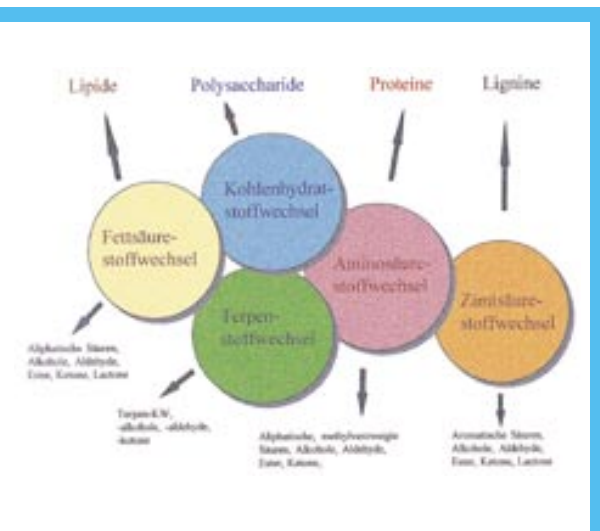 Lipide
Polysaccharide
Proteine
Lignine
Kohlenhydrat-
stoffwechsel
Fettsäure-
stoffwechsel
Aminosäure-
stoffwechsel
Terpen-
stoffwechsel
Zimtsäure-
stoffwechsel
Aliphatische Säuren,
Alkohole, Aldehyde,
Ester, Ketone, Lactone
Terpen-KW,
-alkohole, -aldehyde,
-ketone
Aliphatische, methylverzweigte
Säuren, Alkohole, Aldehyde,
Ester, Ketone,
Aromatische Säuren,
Alkohole, Aldehyde,
Ester, Ketone, Lactone